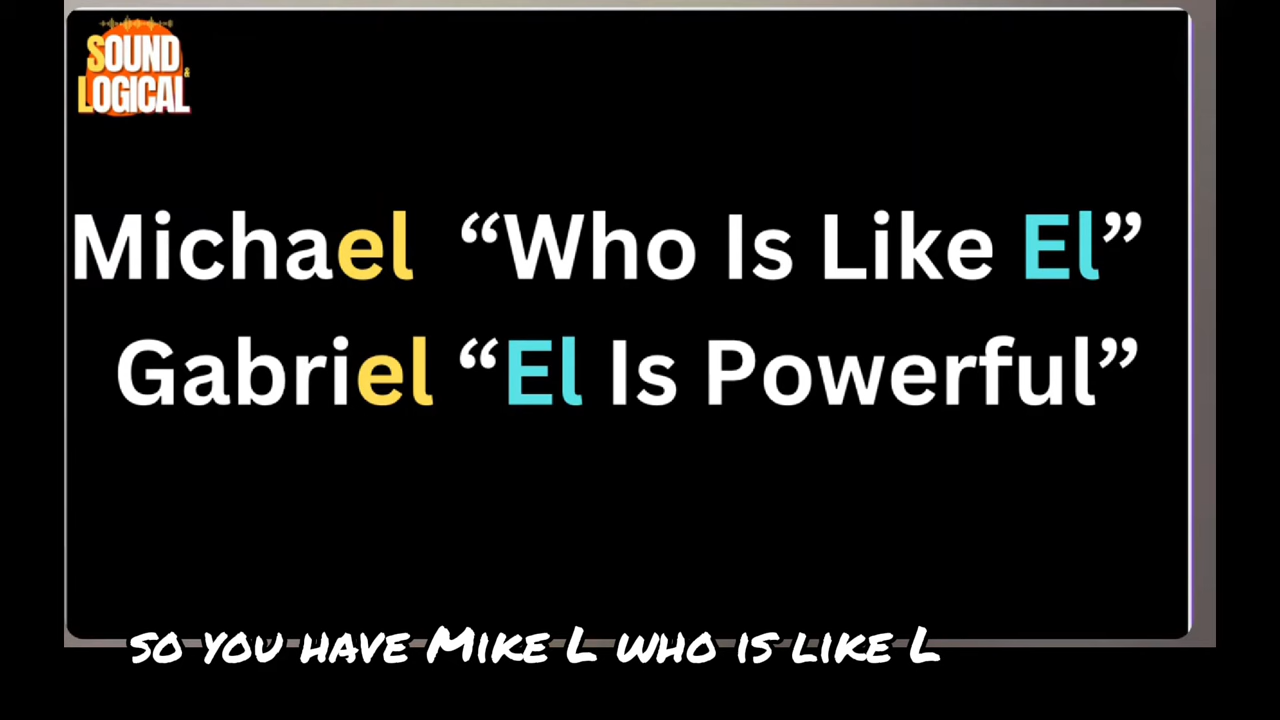 SOUND
&
LOGICAL
Michael “Who Is Like El”
Gabriel “El Is Powerful”
SO YOU HAVE MIKE L WHO IS LIKE L